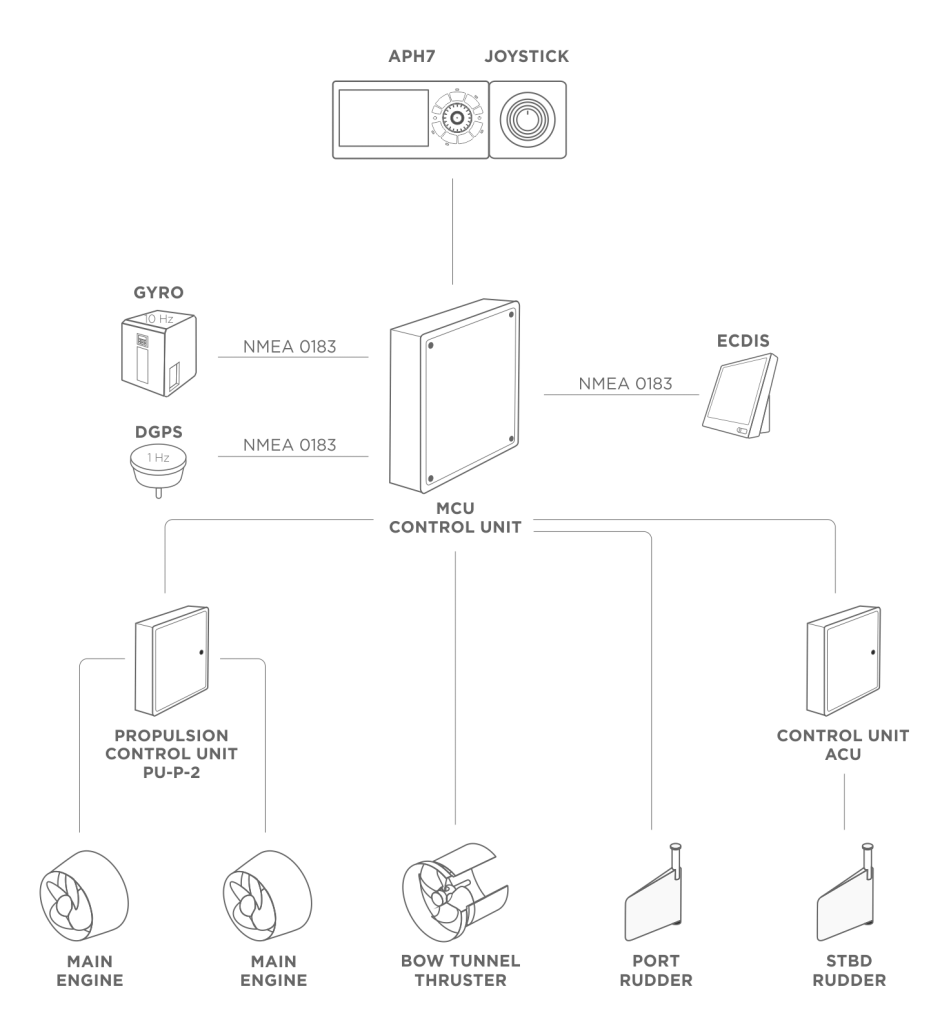 APH7 JOYSTICK
GYRO
10 Hz
NMEA 0183
ECDIS
NMEA 0183
DGPS
1 Hz
NMEA 0183
MCU
CONTROL UNIT
PROPULSION
CONTROL UNIT
PU-P-2
CONTROL UNIT
ACU
MAIN
ENGINE
MAIN
ENGINE
BOW TUNNEL
THRUSTER
PORT
RUDDER
STBD
RUDDER